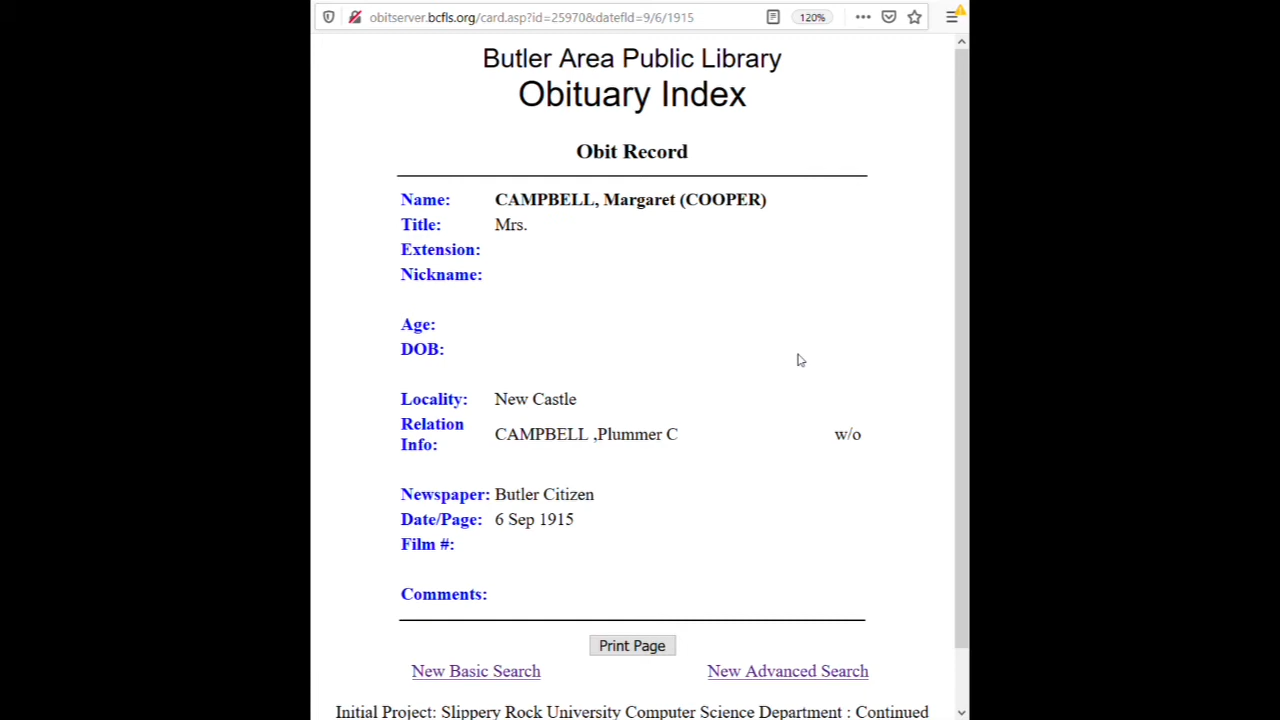 obitserver.bcfls.org/card.asp?id=25970&datefld=9/6/1915 120%
Butler Area Public Library
Obituary Index
Obit Record
Name: CAMPBELL, Margaret (COOPER)
Title: Mrs.
Extension:
Nickname:
Age:
DOB:
Locality: New Castle
Relation Info: CAMPBELL ,Plummer C w/o
Newspaper: Butler Citizen
Date/Page: 6 Sep 1915
Film #:
Comments:
Print Page
New Basic Search New Advanced Search
Initial Project: Slippery Rock University Computer Science Department : Continued